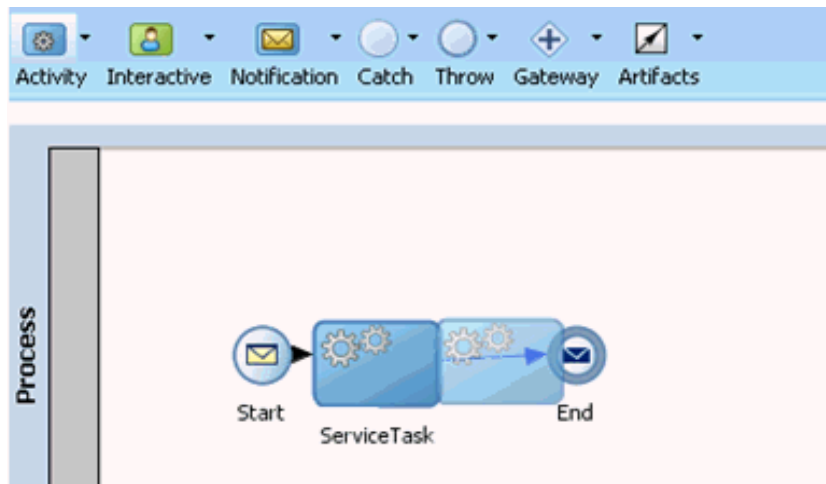 Activity Interactive Notification Catch Throw Gateway Artifacts
Process
Start
End
ServiceTask